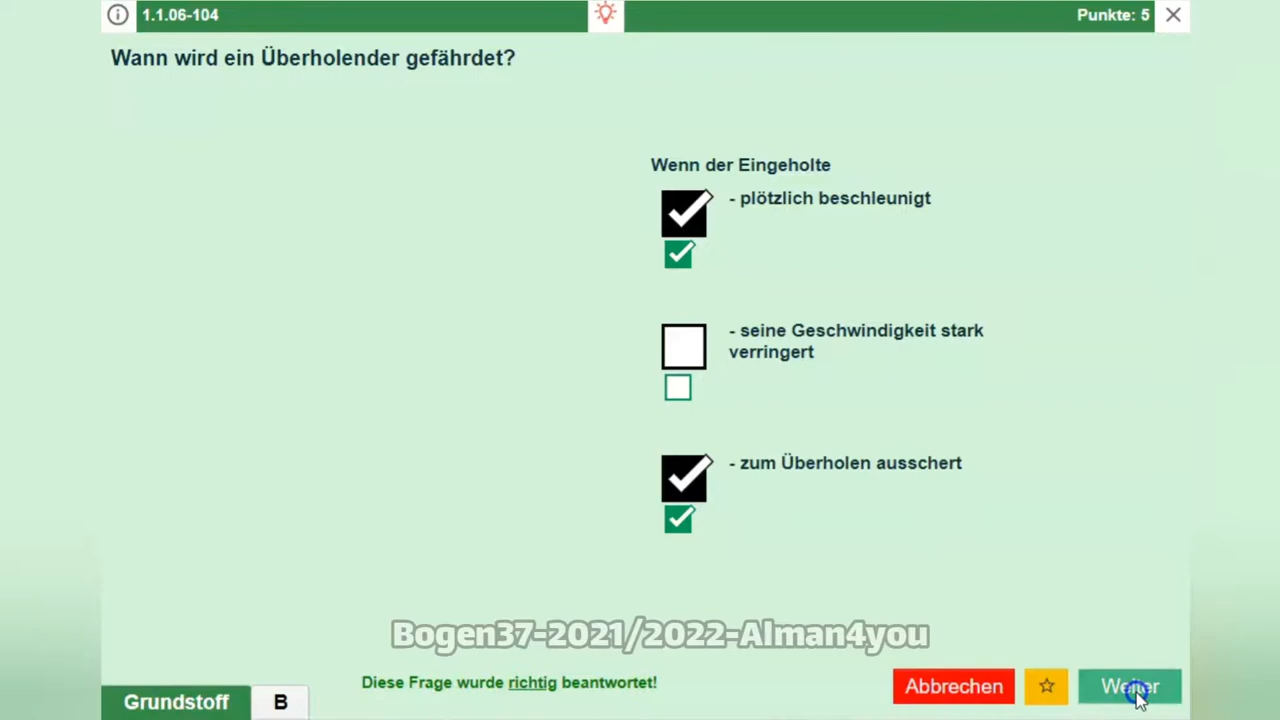 1.1.06-104
Punkte: 5
Wann wird ein Überholender gefährdet?
Wenn der Eingeholte
- plötzlich beschleunigt
- seine Geschwindigkeit stark
verringert
- zum Überholen ausschert
Bogen37-2021/2022-Alman4you
Diese Frage wurde richtig beantwortet!
Abbrechen
Weiter
Grundstoff
B